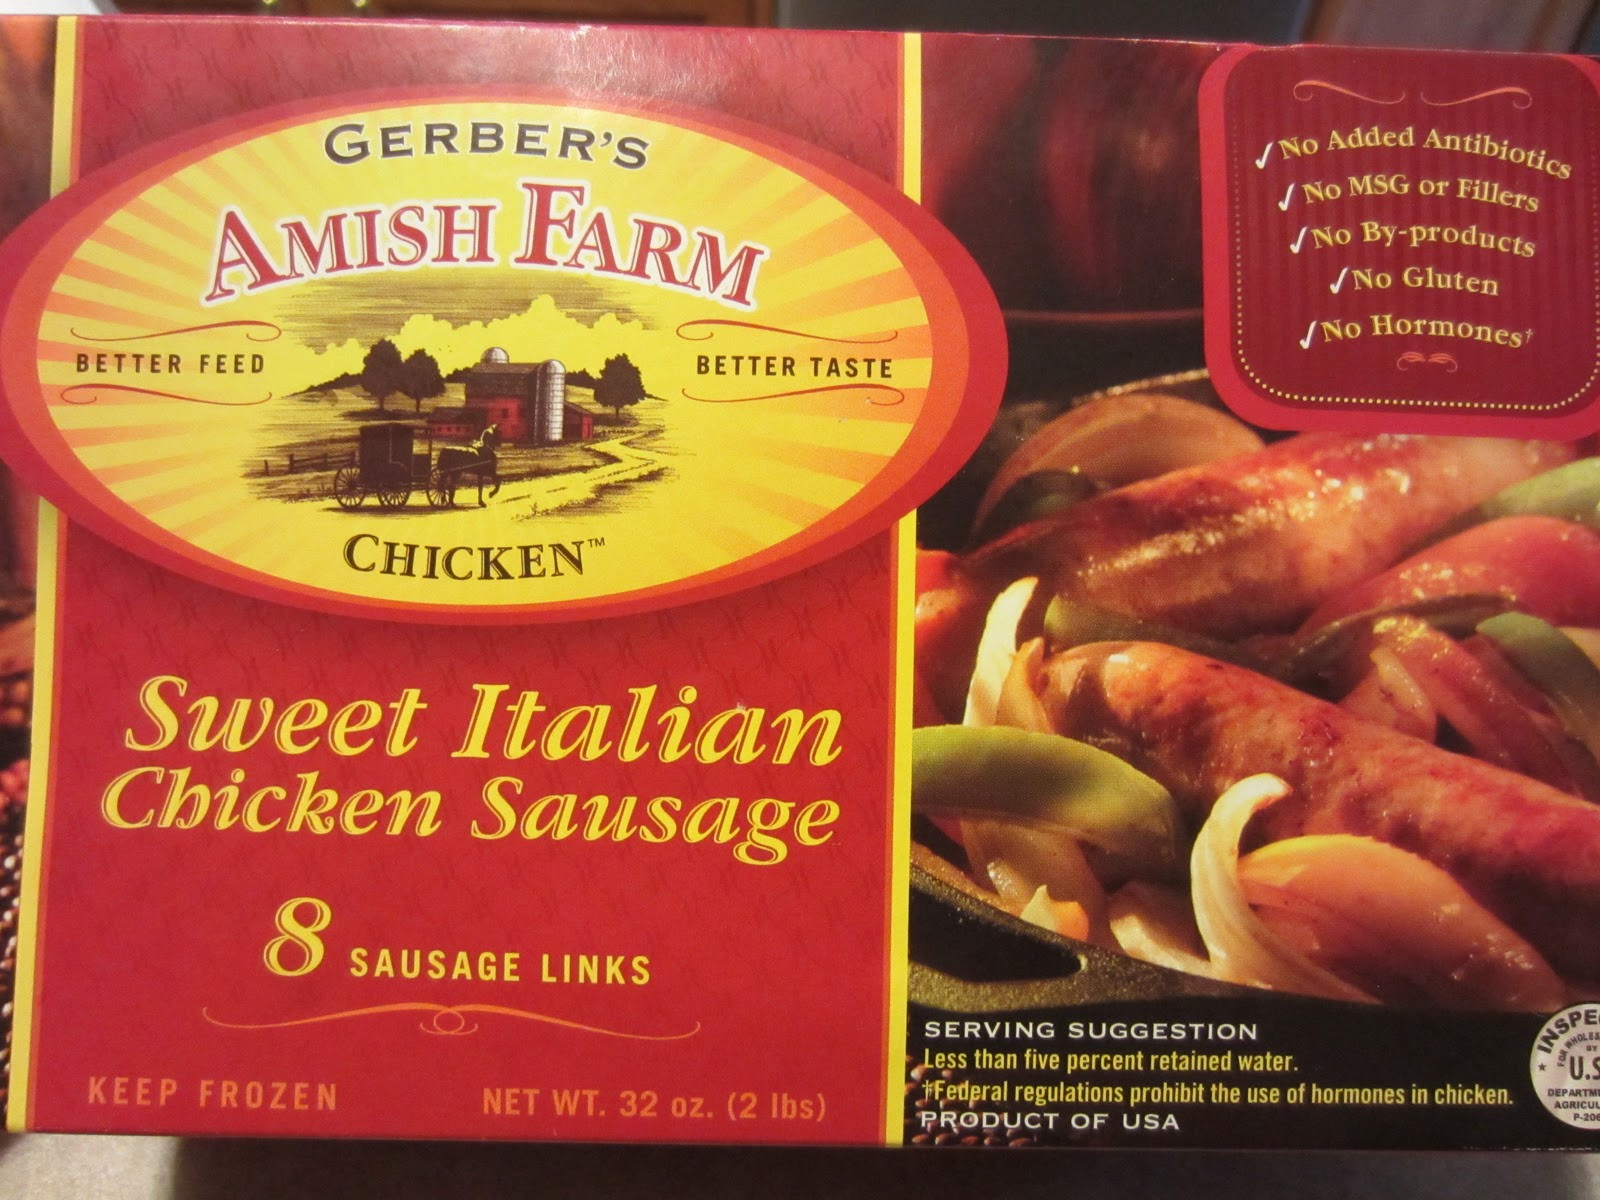 GERBER'S
AMISH FARM
BETTER FEED
BETTER TASTE
CHICKEN™
Sweet Italian
Chicken Sausage
8 SAUSAGE LINKS
KEEP FROZEN
NET WT. 32 oz. (2 lbs)
✓No Added Antibiotics
✓No MSG or Fillers
✓No By-products
✓No Gluten
✓No Hormones†
SERVING SUGGESTION
Less than five percent retained water.
†Federal regulations prohibit the use of hormones in chicken.
PRODUCT OF USA
BY
U.S